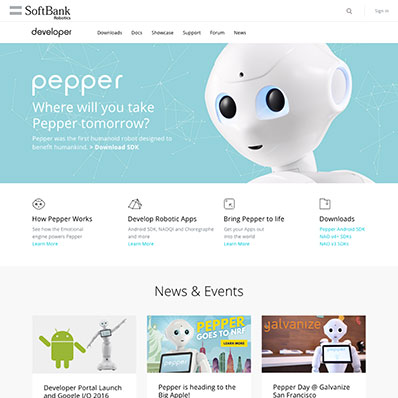 SoftBank
Robotics
Sign in
developer
Downloads Docs Showcase Support Forum News
pepper
Where will you take
Pepper tomorrow?
Pepper was the first humanoid robot designed to
benefit humankind. > Download SDK
How Pepper Works
See how the Emotional
engine powers Pepper
Learn More
Develop Robotic Apps
Android SDK, NAOQI and Choregraphe
and more
Learn More
Bring Pepper to life
Get your Apps out
into the world
Learn More
Downloads
Pepper Android SDK
NAO v4+ SDKs
NAO v3 SDKs
News & Events
PEPPER
GOES TO NRF
galvanize
Developer Portal Launch
and Google I/O 2016
Pepper is heading to the
Big Apple!
Pepper Day @ Galvanize
San Francisco